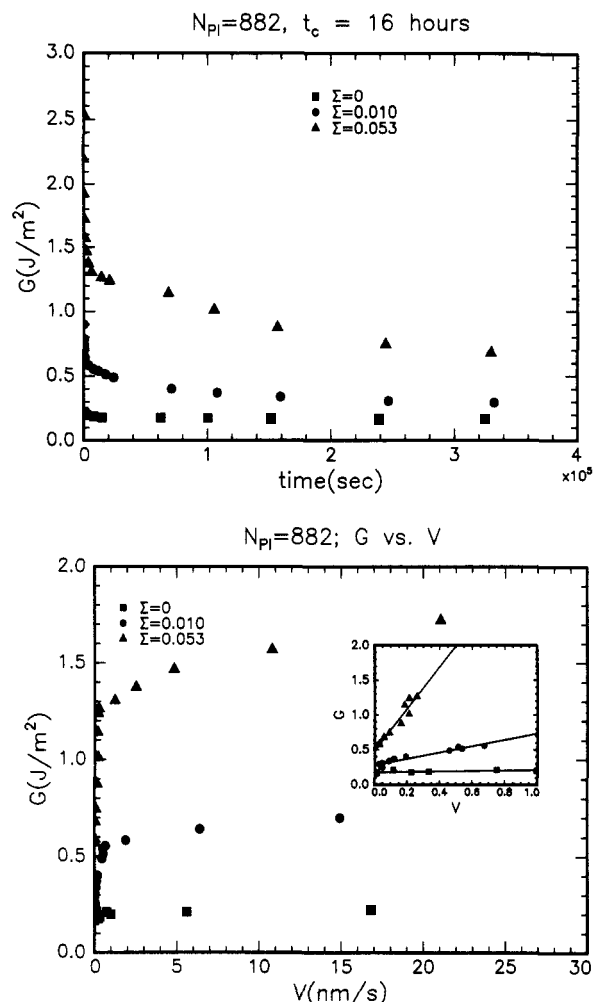 N_PI=882, t_c = 16 hours
3.0
2.5
2.0
1.5
1.0
0.5
0.0
G(J/m²)
■ Σ=0
● Σ=0.010
▲ Σ=0.053
0 1 2 3 4
×10⁵
time(sec)
N_PI=882; G vs. V
2.0
1.5
1.0
0.5
0.0
G(J/m²)
■ Σ=0
● Σ=0.010
▲ Σ=0.053
2.0
1.5
1.0
0.5
0.0
G
0.0 0.2 0.4 0.6 0.8 1.0
V
0 5 10 15 20 25 30
V(nm/s)